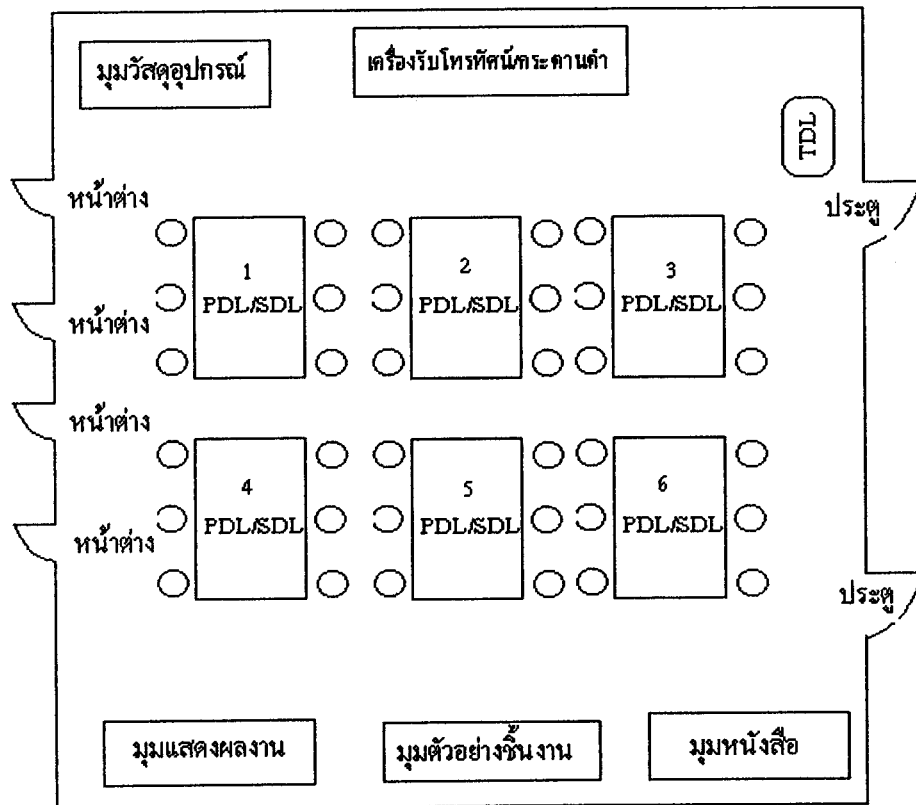 มุมวัสดุอุปกรณ์
เครื่องรับโทรทัศน์/กระดานดำ
TDL
หน้าต่าง
ประตู
1
PDL/SDL
2
PDL/SDL
3
PDL/SDL
หน้าต่าง
หน้าต่าง
4
PDL/SDL
5
PDL/SDL
6
PDL/SDL
หน้าต่าง
ประตู
มุมแสดงผลงาน
มุมตัวอย่างชิ้นงาน
มุมหนังสือ